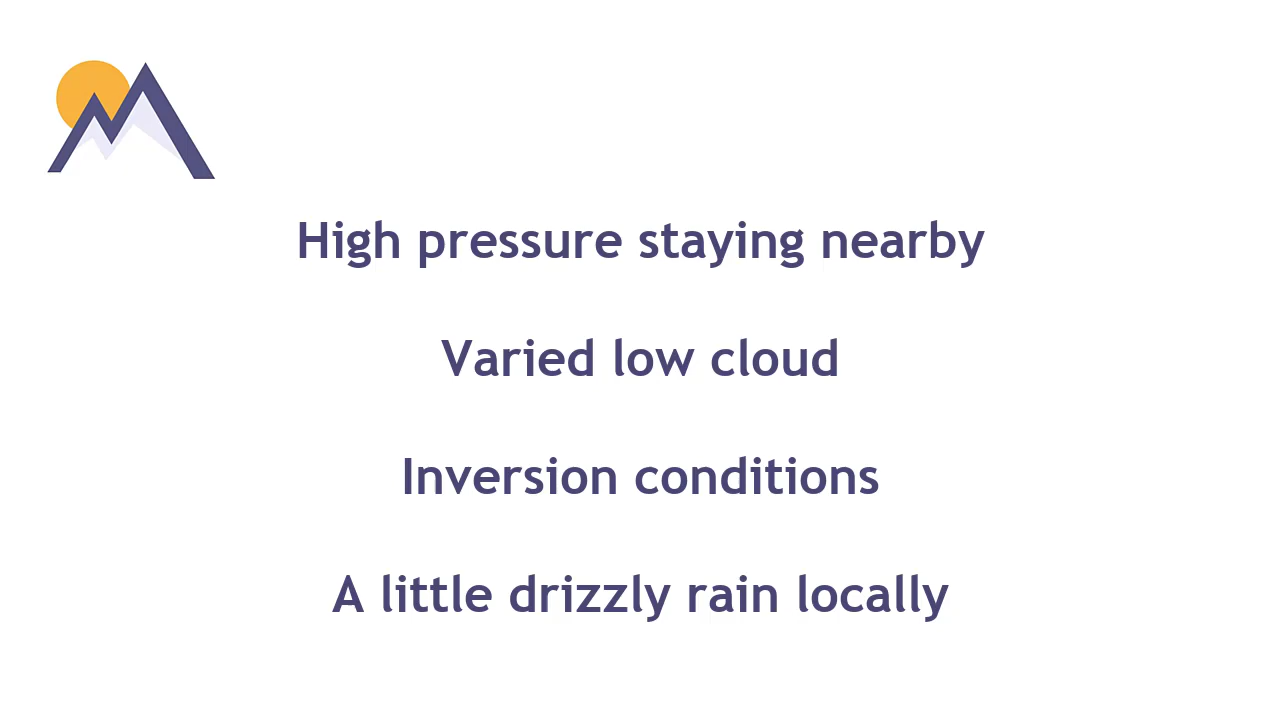 High pressure staying nearby
Varied low cloud
Inversion conditions
A little drizzly rain locally